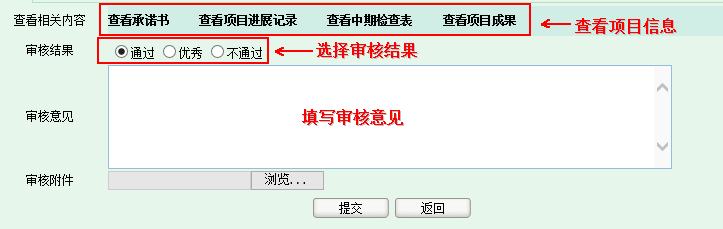 查看相关内容 查看承诺书 查看项目进展记录 查看中期检查表 查看项目成果 查看项目信息
审核结果 通过 优秀 不通过 选择审核结果
审核意见 填写审核意见
审核附件 浏览...
提交 返回